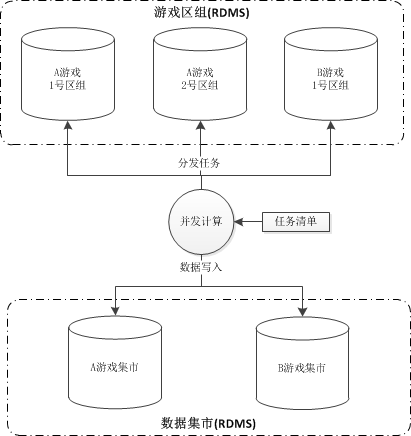 游戏区组(RDMS)
A游戏
1号区组
A游戏
2号区组
B游戏
1号区组
分发任务
并发计算
任务清单
数据写入
A游戏集市
B游戏集市
数据集市(RDMS)